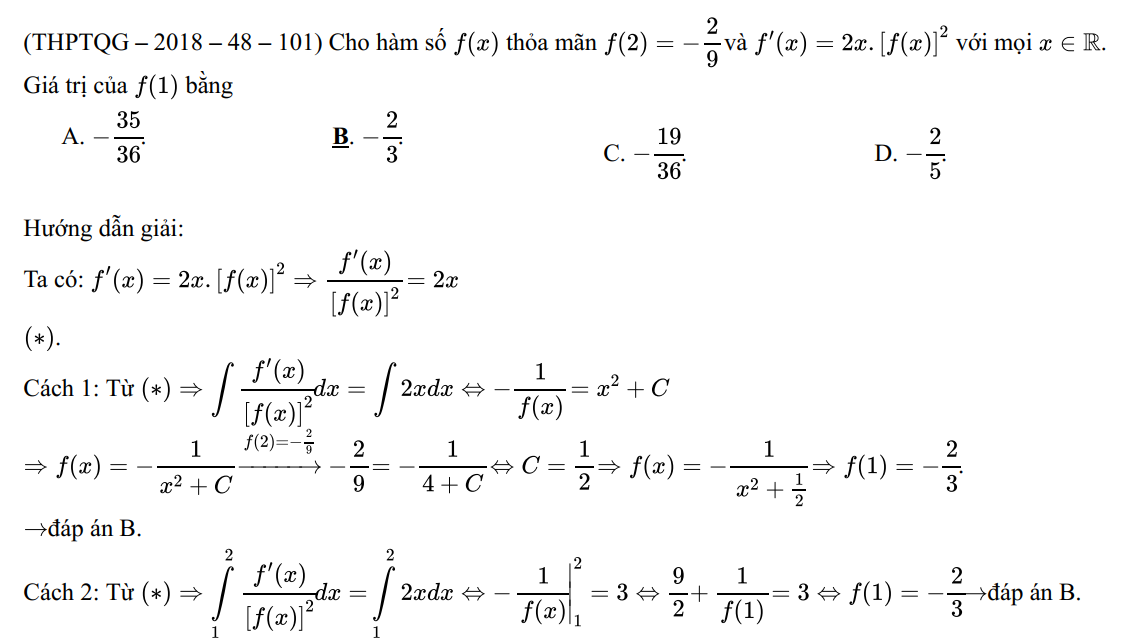 (THPTQG – 2018 – 48 – 101) Cho hàm số f(x) thỏa mãn f(2) = −2/9 và f′(x) = 2x. [f(x)]² với mọi x ∈ ℝ.
Giá trị của f(1) bằng
A. −35/36. B. −2/3. C. −19/36. D. −2/5.
Hướng dẫn giải:
Ta có: f′(x) = 2x. [f(x)]² ⇒ f′(x)/[f(x)]² = 2x
(∗).
Cách 1: Từ (∗) ⇒ ∫ f′(x)/[f(x)]² dx = ∫ 2xdx ⇔ −1/f(x) = x² + C
⇒ f(x) = −1/(x² + C) —f(2)=−2/9→ −2/9 = −1/(4 + C) ⇔ C = 1/2 ⇒ f(x) = −1/(x² + 1/2) ⇒ f(1) = −2/3.
→đáp án B.
Cách 2: Từ (∗) ⇒ ∫₁² f′(x)/[f(x)]² dx = ∫₁² 2xdx ⇔ −1/f(x)|₁² = 3 ⇔ 9/2 + 1/f(1) = 3 ⇔ f(1) = −2/3 →đáp án B.